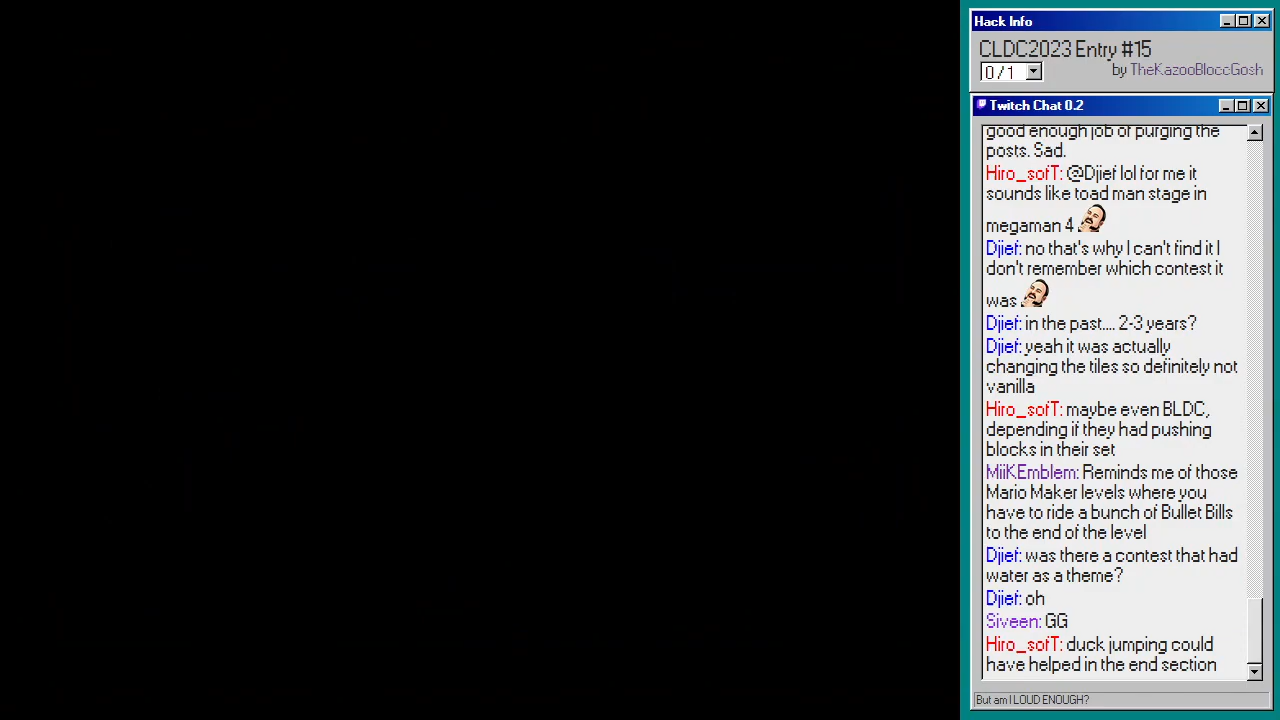 Hack Info
CLDC2023 Entry #15
0/1
by TheKazooBloccGosh
Twitch Chat 0.2
good enough job of purging the
posts. Sad.
Hiro_sofT: @Djief lol for me it
sounds like toad man stage in
megaman 4
Djief: no that's why I can't find it I
don't remember which contest it
was
Djief: in the past.... 2-3 years?
Djief: yeah it was actually
changing the tiles so definitely not
vanilla
Hiro_sofT: maybe even BLDC,
depending if they had pushing
blocks in their set
MiiKEmblem: Reminds me of those
Mario Maker levels where you
have to ride a bunch of Bullet Bills
to the end of the level
Djief: was there a contest that had
water as a theme?
Djief: oh
Siveen: GG
Hiro_sofT: duck jumping could
have helped in the end section
But am I LOUD ENOUGH?